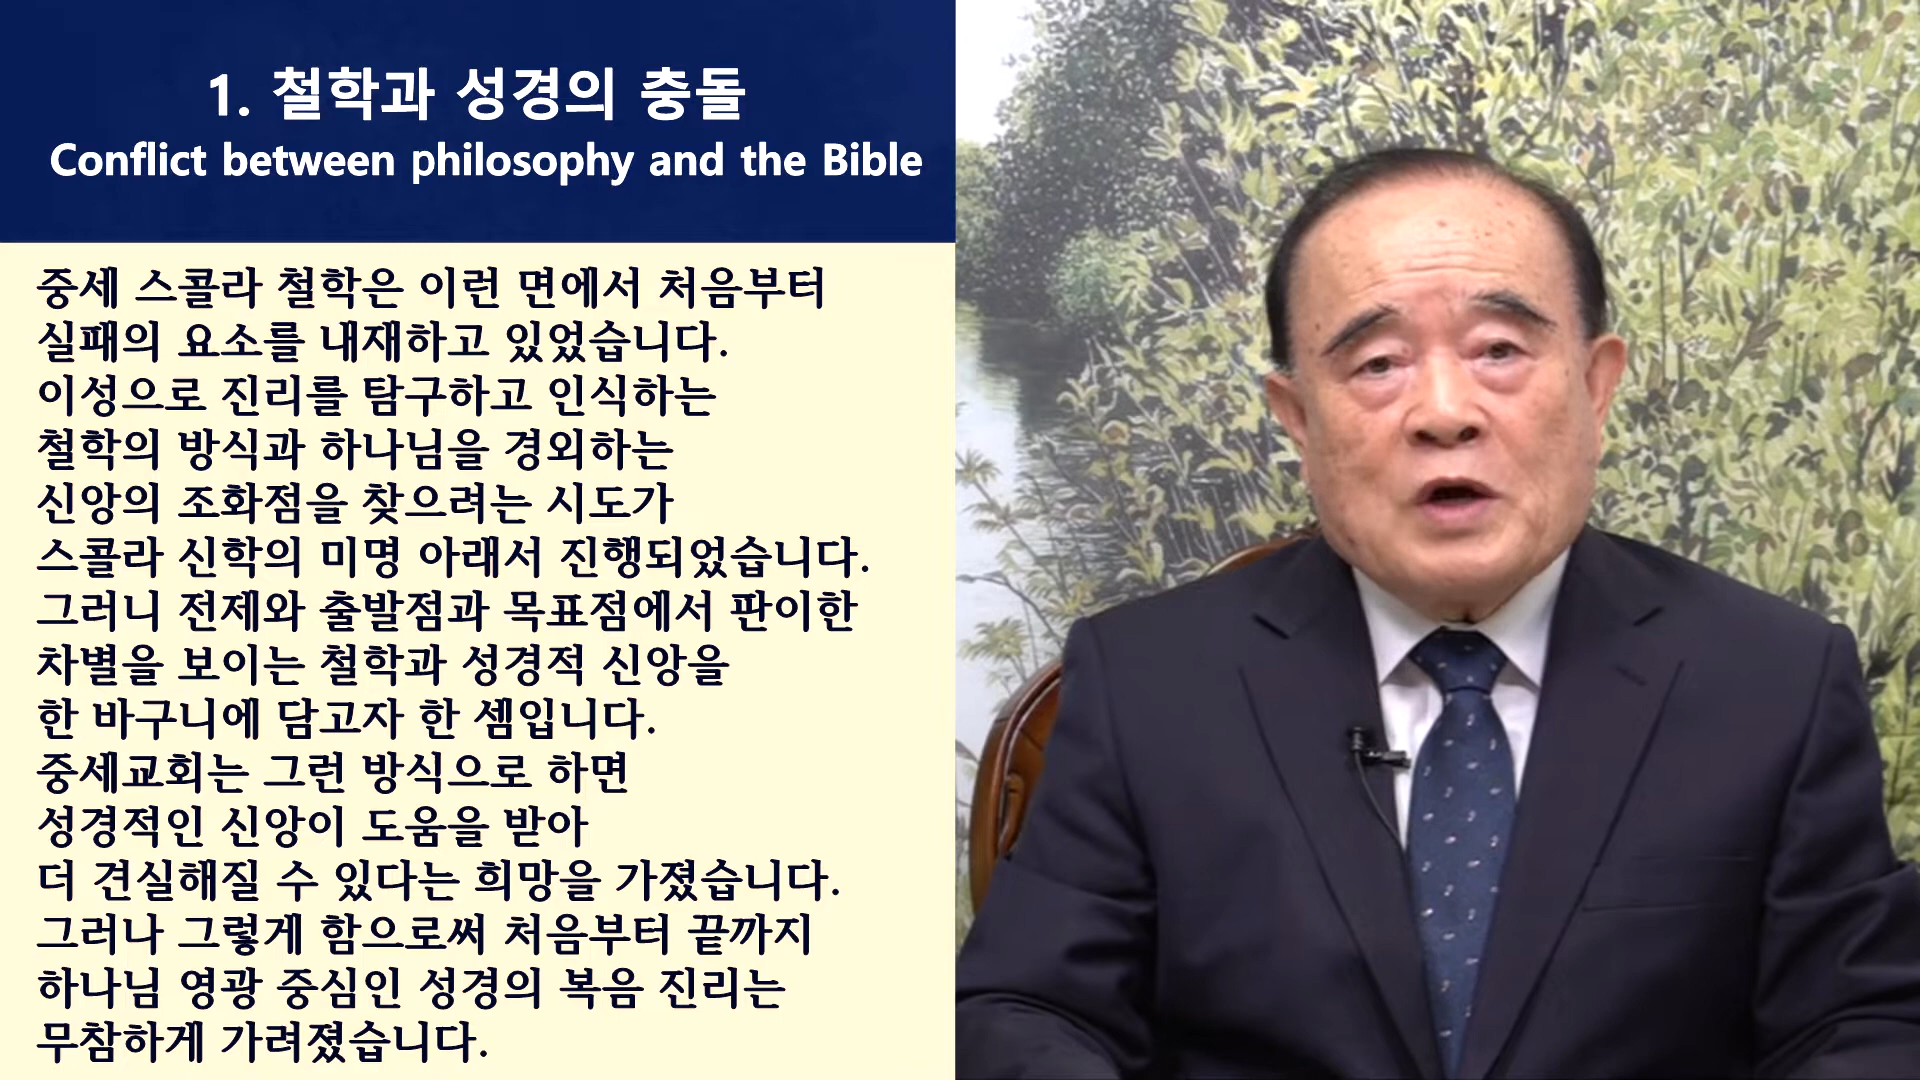 1. 철학과 성경의 충돌
Conflict between philosophy and the Bible
중세 스콜라 철학은 이런 면에서 처음부터
실패의 요소를 내재하고 있었습니다.
이성으로 진리를 탐구하고 인식하는
철학의 방식과 하나님을 경외하는
신앙의 조화점을 찾으려는 시도가
스콜라 신학의 미명 아래서 진행되었습니다.
그러니 전제와 출발점과 목표점에서 판이한
차별을 보이는 철학과 성경적 신앙을
한 바구니에 담고자 한 셈입니다.
중세교회는 그런 방식으로 하면
성경적인 신앙이 도움을 받아
더 견실해질 수 있다는 희망을 가졌습니다.
그러나 그렇게 함으로써 처음부터 끝까지
하나님 영광 중심인 성경의 복음 진리는
무참하게 가려졌습니다.